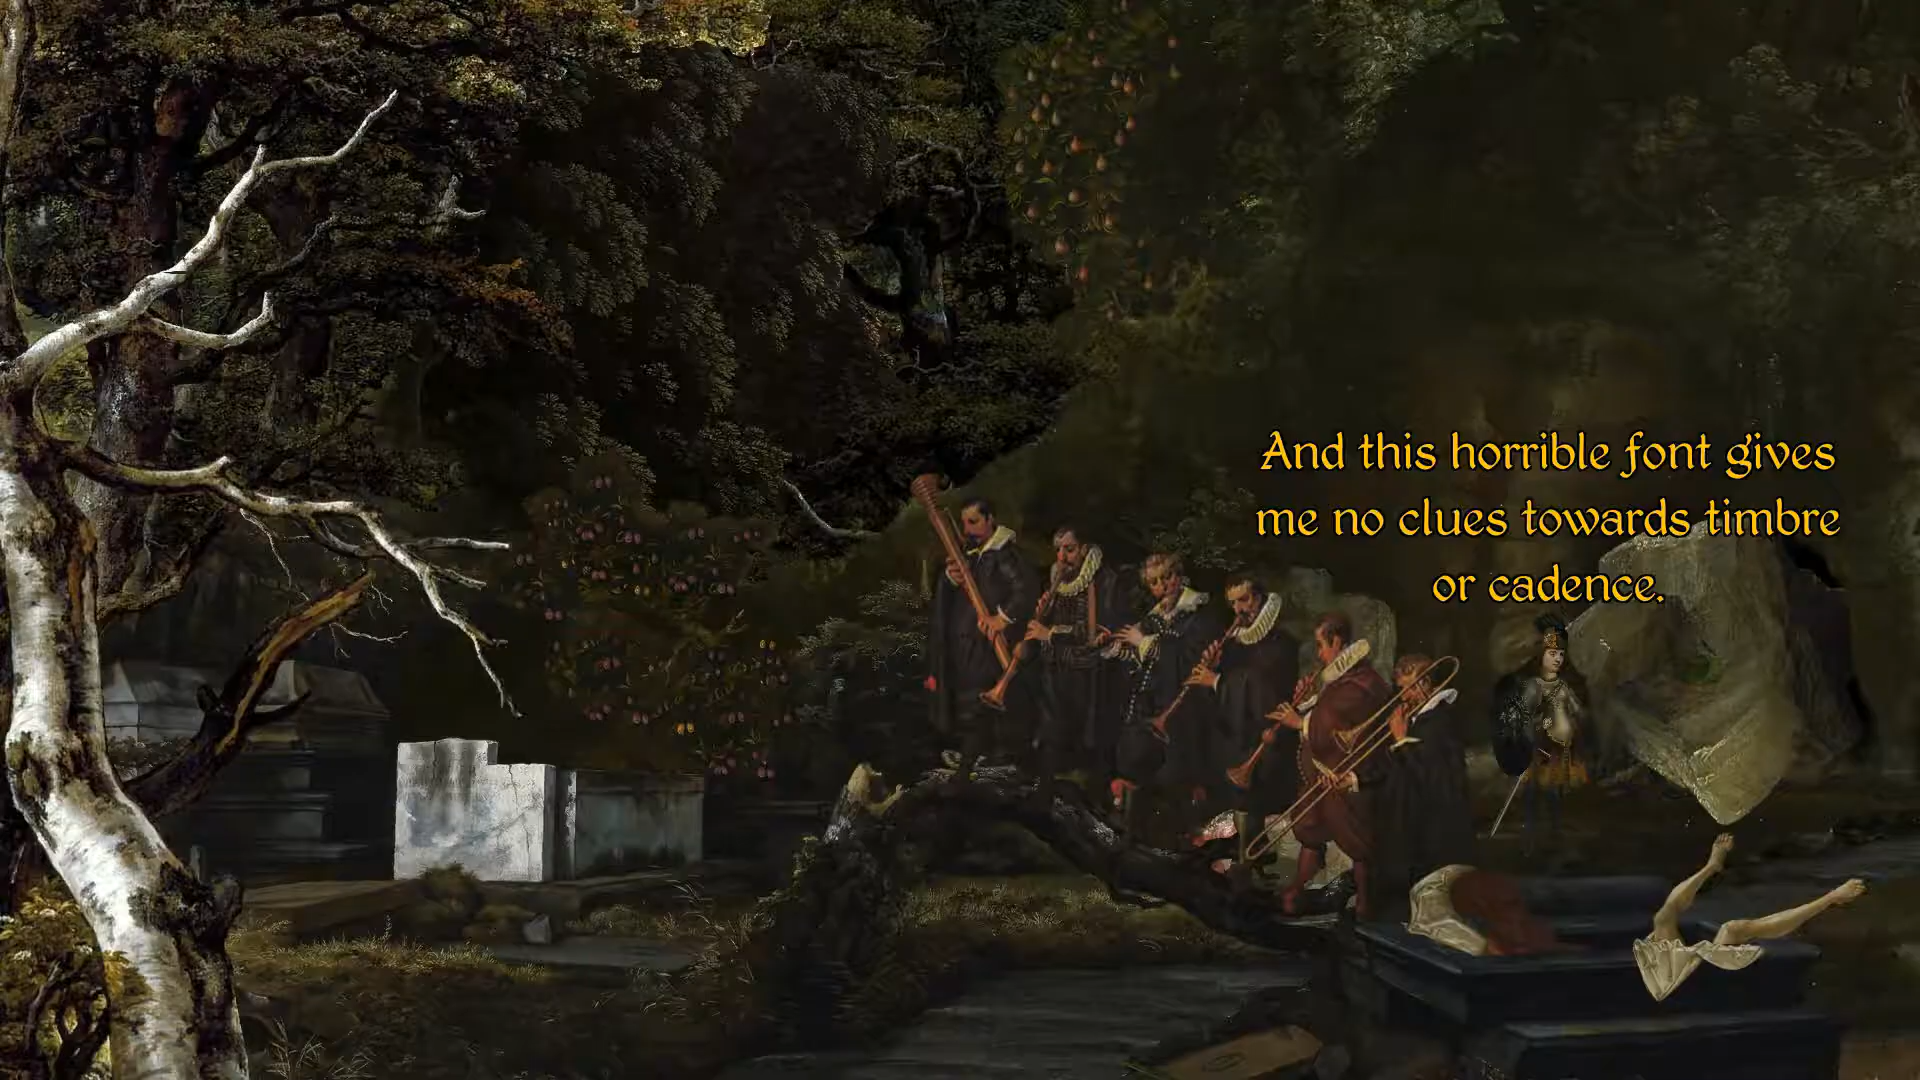 And this horrible font gives
me no clues towards timbre
or cadence.